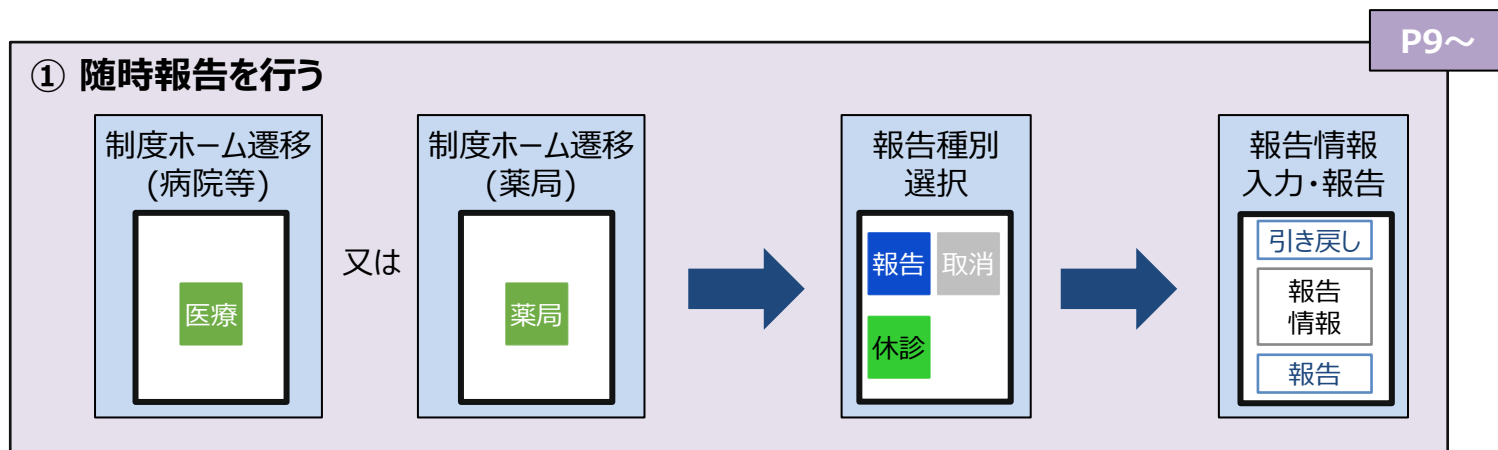 P9～
① 随時報告を行う
制度ホーム遷移
(病院等)
医療
又は
制度ホーム遷移
(薬局)
薬局
報告種別
選択
報告 取消
休診
報告情報
入力・報告
引き戻し
報告
情報
報告